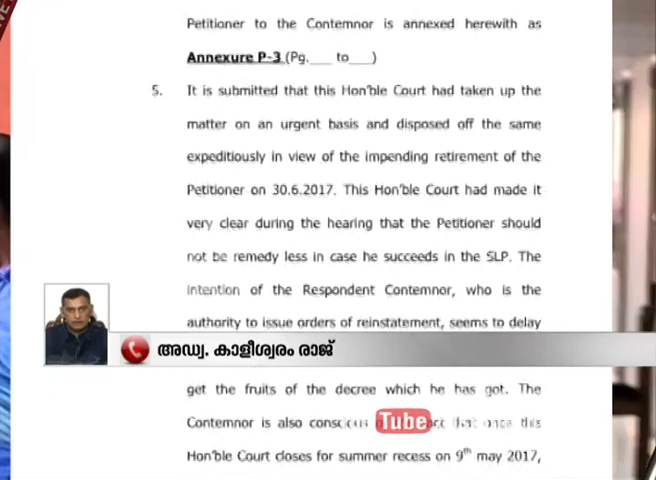 Petitioner to the Contemnor is annexed herewith as
Annexure P-3 (Pg.___ to___)
5. It is submitted that this Hon'ble Court had taken up the
matter on an urgent basis and disposed off the same
expeditiously in view of the impending retirement of the
Petitioner on 30.6.2017. This Hon'ble Court had made it
very clear during the hearing that the Petitioner should
not be remedy less in case he succeeds in the SLP. The
intention of the Respondent Contemnor, who is the
authority to issue orders of reinstatement, seems to delay
അഡ്വ. കാളീശ്വരം രാജ്
get the fruits of the decree which he has got. The
Contemnor is also Tube that once this
Hon'ble Court closes for summer recess on 9th may 2017,